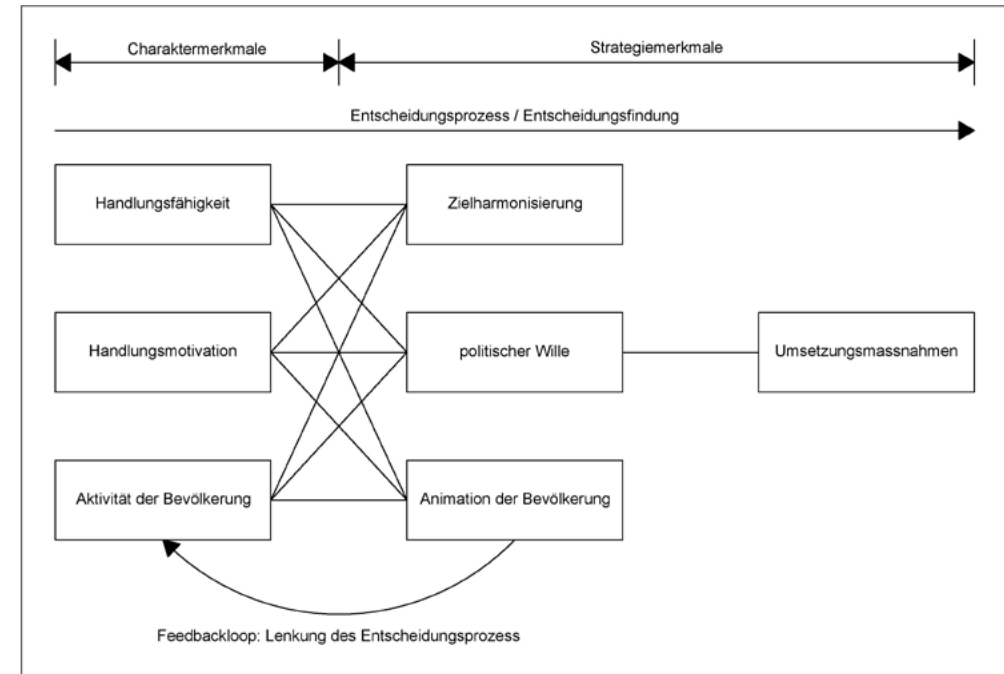 Charaktermerkmale
Strategiemerkmale
Entscheidungsprozess / Entscheidungsfindung
Handlungsfähigkeit
Zielharmonisierung
Handlungsmotivation
politischer Wille
Umsetzungsmassnahmen
Aktivität der Bevölkerung
Animation der Bevölkerung
Feedbackloop: Lenkung des Entscheidungsprozess